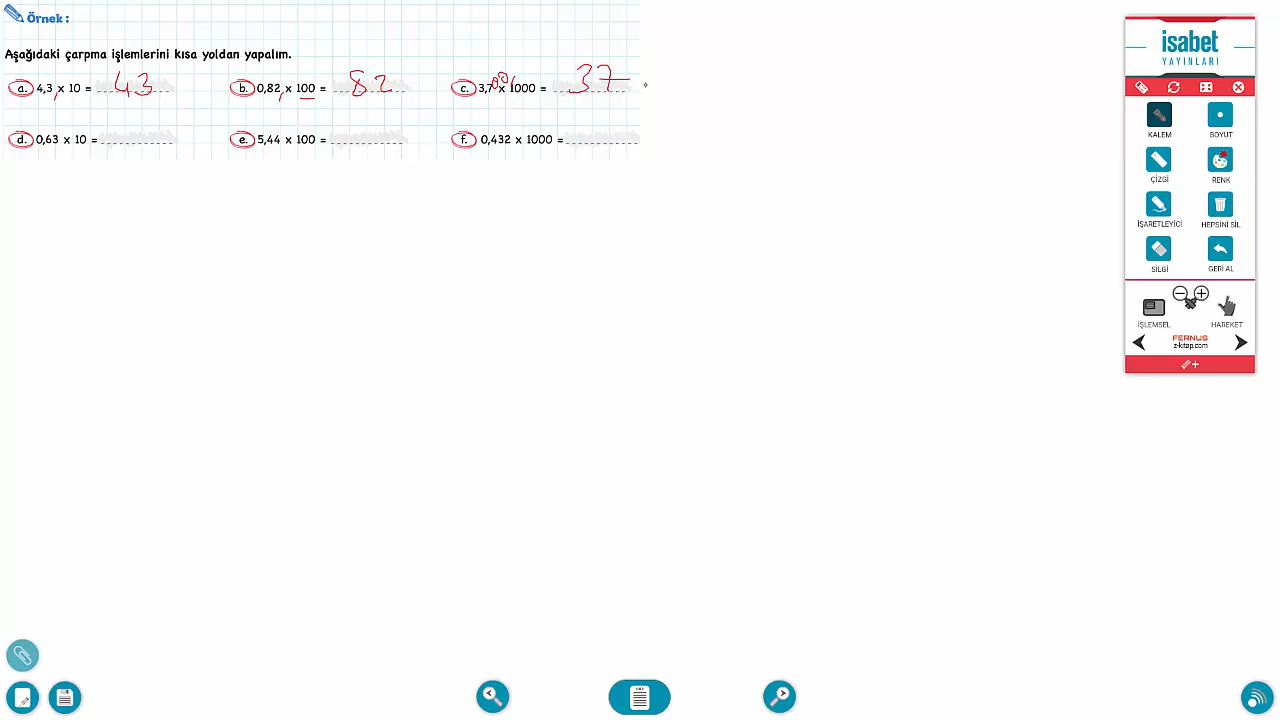 Örnek :
Aşağıdaki çarpma işlemlerini kısa yoldan yapalım.
a. 4,3 x 10 = 43
b. 0,82 x 100 = 82
c. 3,7 00 x 1000 = 37
d. 0,63 x 10 =
e. 5,44 x 100 =
f. 0,432 x 1000 =
isabet
YAYINLARI
KALEM
BOYUT
ÇİZGİ
RENK
İŞARETLEYİCİ
HEPSİNİ SİL
SİLGİ
GERİ AL
İŞLEMSEL
HAREKET
FERNUS
z-kitap.com